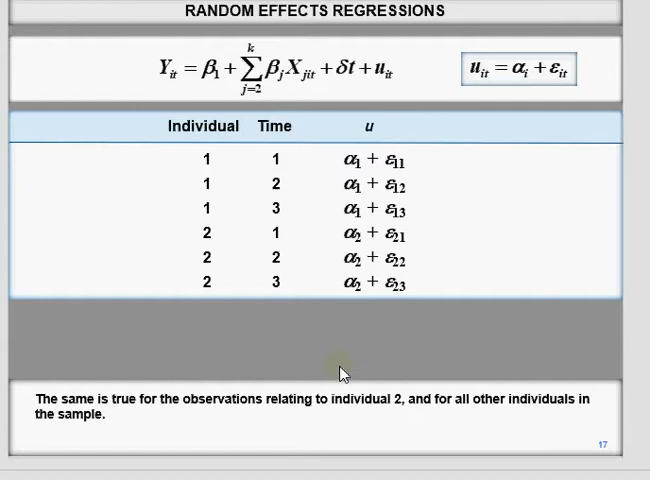 RANDOM EFFECTS REGRESSIONS
Y_it = β_1 + ∑_{j=2}^{k} β_j X_jit + δt + u_it    u_it = α_i + ε_it
Individual Time u
1 1 α_1 + ε_11
1 2 α_1 + ε_12
1 3 α_1 + ε_13
2 1 α_2 + ε_21
2 2 α_2 + ε_22
2 3 α_2 + ε_23
The same is true for the observations relating to individual 2, and for all other individuals in
the sample.
17